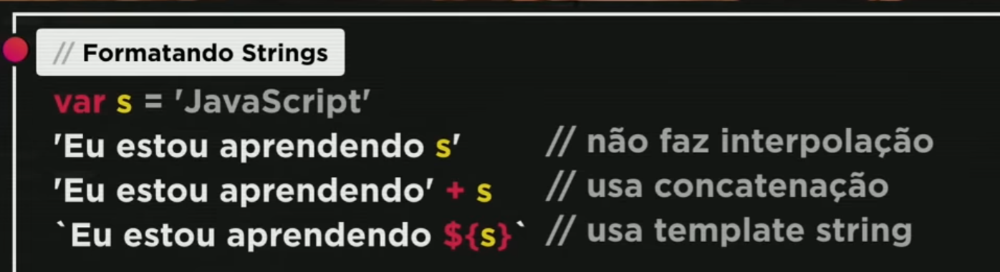 // Formatando Strings
var s = 'JavaScript'
'Eu estou aprendendo s' // não faz interpolação
'Eu estou aprendendo' + s // usa concatenação
`Eu estou aprendendo ${s}` // usa template string